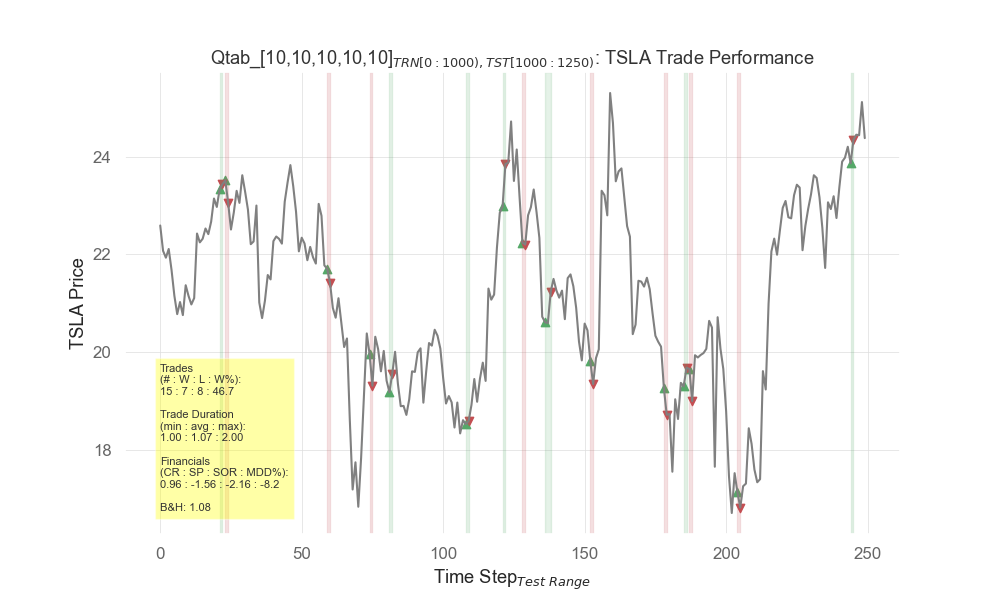 Qtab_[10,10,10,10,10]TRN[0 : 1000), TST[1000 : 1250): TSLA Trade Performance
24
22
20
18
TSLA Price
Trades
(# : W : L : W%):
15 : 7 : 8 : 46.7
Trade Duration
(min : avg : max):
1.00 : 1.07 : 2.00
Financials
(CR : SP : SOR : MDD%):
0.96 : -1.56 : -2.16 : -8.2
B&H: 1.08
0 50 100 150 200 250
Time StepTest Range